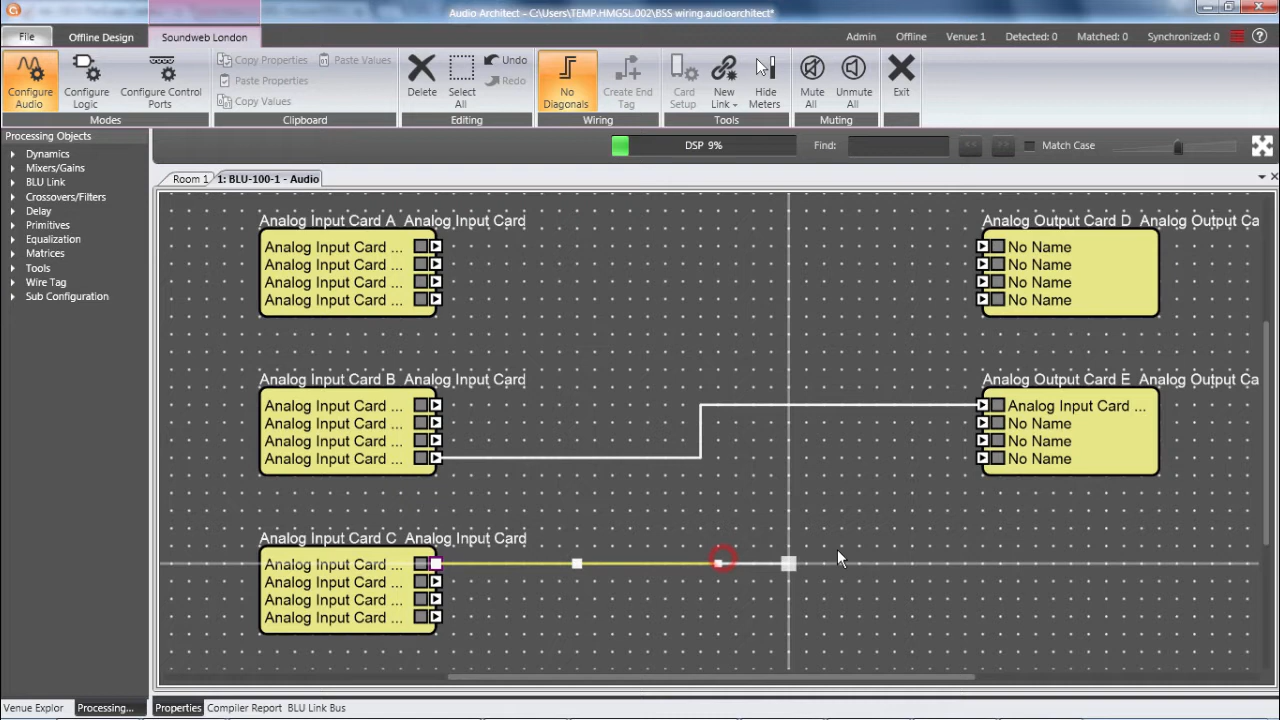 Audio Architect – C:\Users\TEMP.HMGSL.002\BSS wiring.audioarchitect*
File Offline Design Soundweb London Admin Offline Venue: 1 Detected: 0 Matched: 0 Synchronized: 0
Configure Audio
Configure Logic
Configure Control Ports
Modes
Copy Properties Paste Values
Paste Properties
Copy Values
Clipboard
Delete
Select All
Undo
Redo
Editing
No Diagonals
Create End Tag
Wiring
Card Setup
New Link
Hide Meters
Tools
Mute All
Unmute All
Muting
Exit
Processing Objects
DSP 9% Find: << >> Match Case
Dynamics
Mixers/Gains
BLU Link
Crossovers/Filters
Delay
Primitives
Equalization
Matrices
Tools
Wire Tag
Sub Configuration
Room 1 1: BLU-100-1 - Audio
Analog Input Card A Analog Input Card
Analog Input Card ...
Analog Input Card ...
Analog Input Card ...
Analog Input Card ...
Analog Output Card D Analog Output Ca
No Name
No Name
No Name
No Name
Analog Input Card B Analog Input Card
Analog Input Card ...
Analog Input Card ...
Analog Input Card ...
Analog Input Card ...
Analog Output Card E Analog Output Ca
Analog Input Card ...
No Name
No Name
No Name
Analog Input Card C Analog Input Card
Analog Input Card ...
Analog Input Card ...
Analog Input Card ...
Analog Input Card ...
Venue Explor Processing... Properties Compiler Report BLU Link Bus